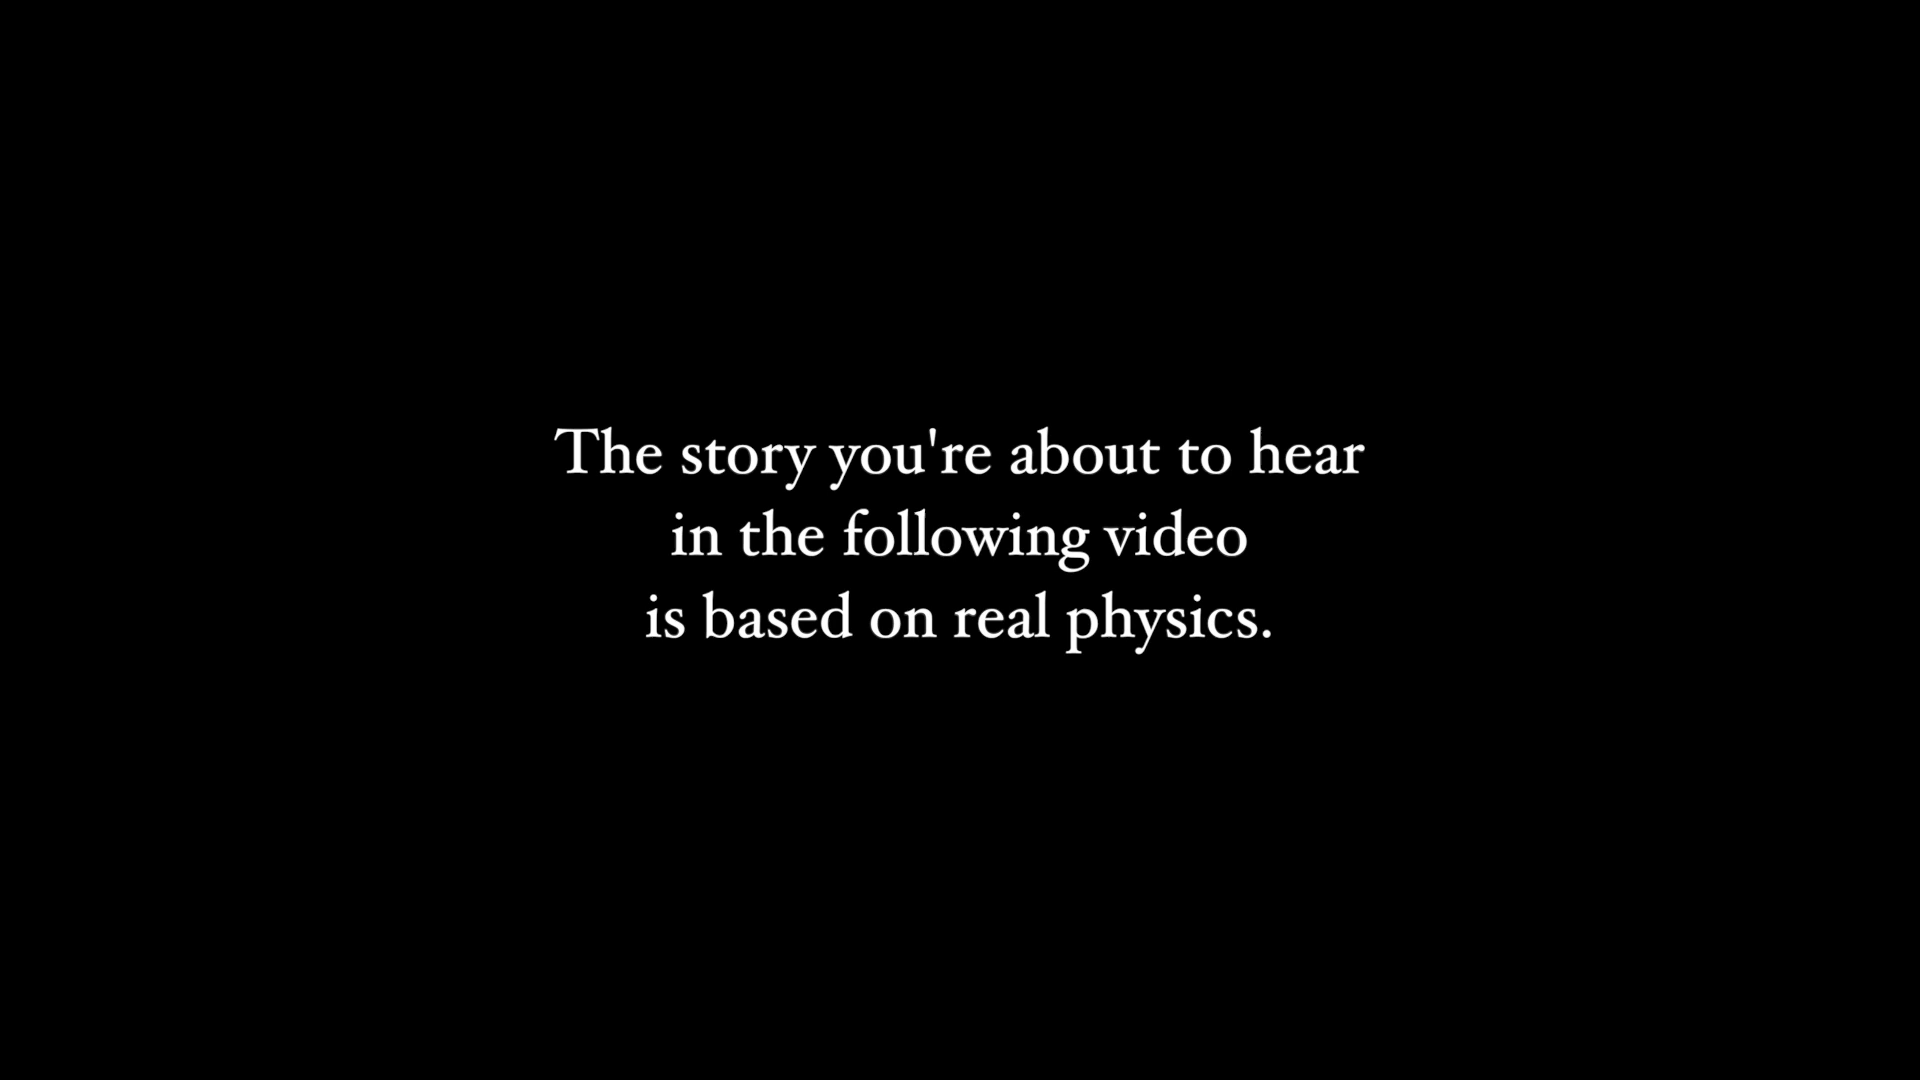 The story you're about to hear
in the following video
is based on real physics.